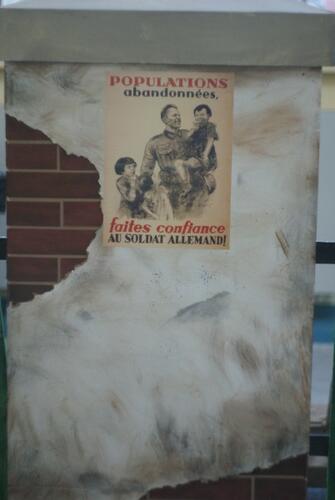 POPULATIONS
abandonnées,
faites confiance
AU SOLDAT ALLEMAND!